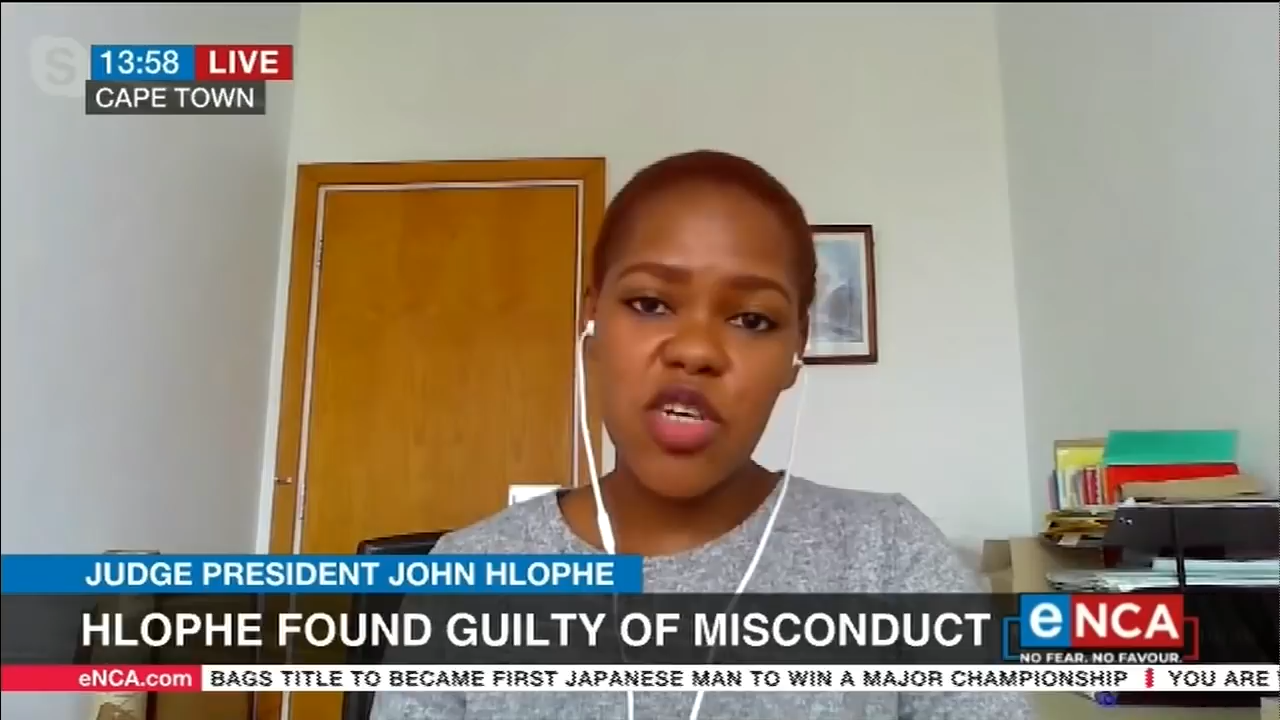 S
13:58 LIVE
CAPE TOWN
JUDGE PRESIDENT JOHN HLOPHE
HLOPHE FOUND GUILTY OF MISCONDUCT
eNCA
NO FEAR. NO FAVOUR.
eNCA.com BAGS TITLE TO BECAME FIRST JAPANESE MAN TO WIN A MAJOR CHAMPIONSHIP YOU ARE